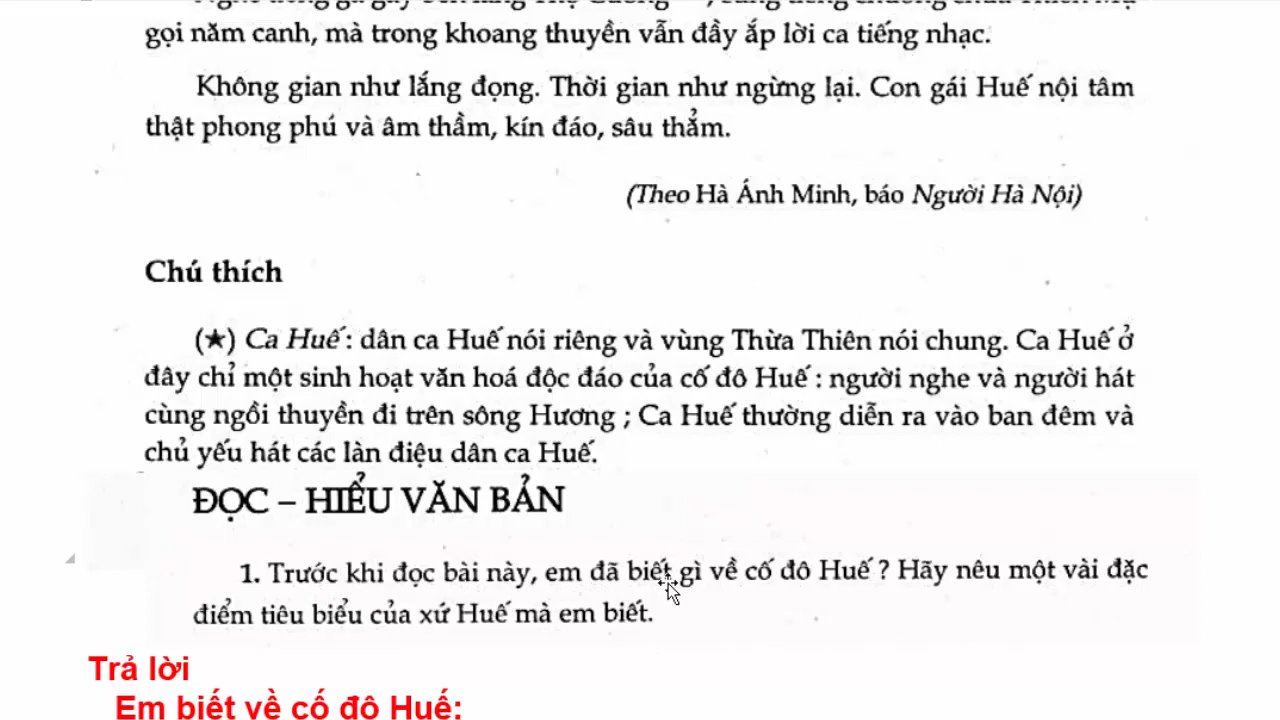 gọi năm canh, mà trong khoang thuyền vẫn đầy ắp lời ca tiếng nhạc.
Không gian như lắng đọng. Thời gian như ngừng lại. Con gái Huế nội tâm
thật phong phú và âm thầm, kín đáo, sâu thẳm.
(Theo Hà Ánh Minh, báo Người Hà Nội)
Chú thích
(★) Ca Huế : dân ca Huế nói riêng và vùng Thừa Thiên nói chung. Ca Huế ở
đây chỉ một sinh hoạt văn hoá độc đáo của cố đô Huế : người nghe và người hát
cùng ngồi thuyền đi trên sông Hương ; Ca Huế thường diễn ra vào ban đêm và
chủ yếu hát các làn điệu dân ca Huế.
ĐỌC – HIỂU VĂN BẢN
1. Trước khi đọc bài này, em đã biết gì về cố đô Huế ? Hãy nêu một vài đặc
điểm tiêu biểu của xứ Huế mà em biết.
Trả lời
Em biết về cố đô Huế: